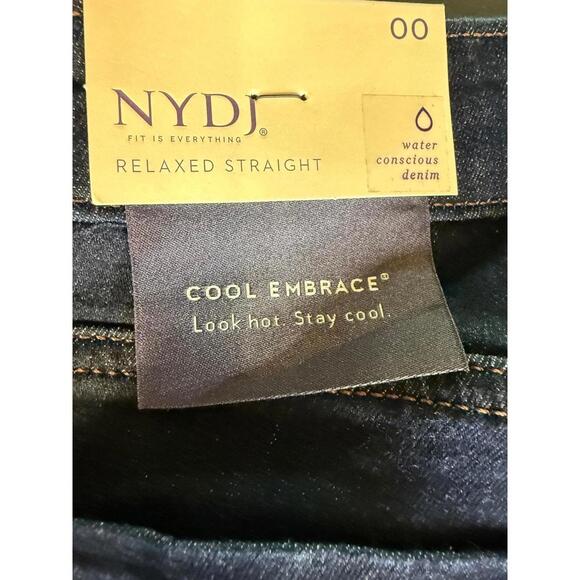 00
NYDJ®
FIT IS EVERYTHING
RELAXED STRAIGHT
water
conscious
denim
COOL EMBRACE®
Look hot. Stay cool.